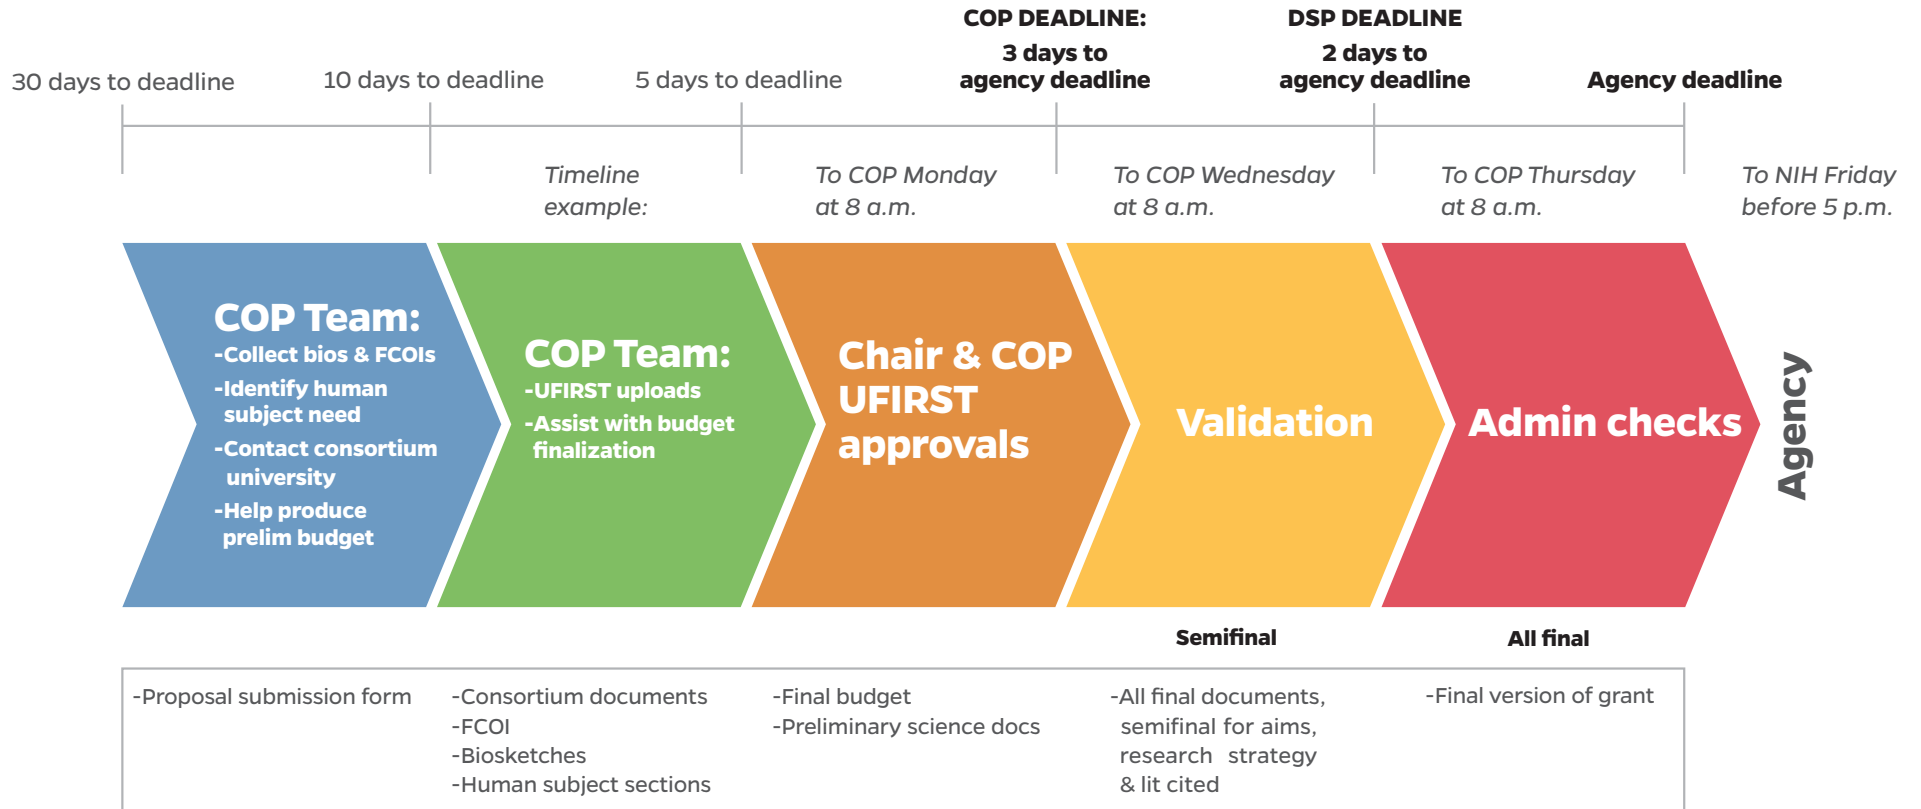 COP DEADLINE:
3 days to
agency deadline
DSP DEADLINE
2 days to
agency deadline
30 days to deadline
10 days to deadline
5 days to deadline
Agency deadline
Timeline
example:
To COP Monday
at 8 a.m.
To COP Wednesday
at 8 a.m.
To COP Thursday
at 8 a.m.
To NIH Friday
before 5 p.m.
COP Team:
-Collect bios & FCOIs
-Identify human
subject need
-Contact consortium
university
-Help produce
prelim budget
COP Team:
-UFIRST uploads
-Assist with budget
finalization
Chair & COP
UFIRST
approvals
Validation
Admin checks
Agency
Semifinal
All final
-Proposal submission form
-Consortium documents
-FCOI
-Biosketches
-Human subject sections
-Final budget
-Preliminary science docs
-All final documents,
semifinal for aims,
research strategy
& lit cited
-Final version of grant